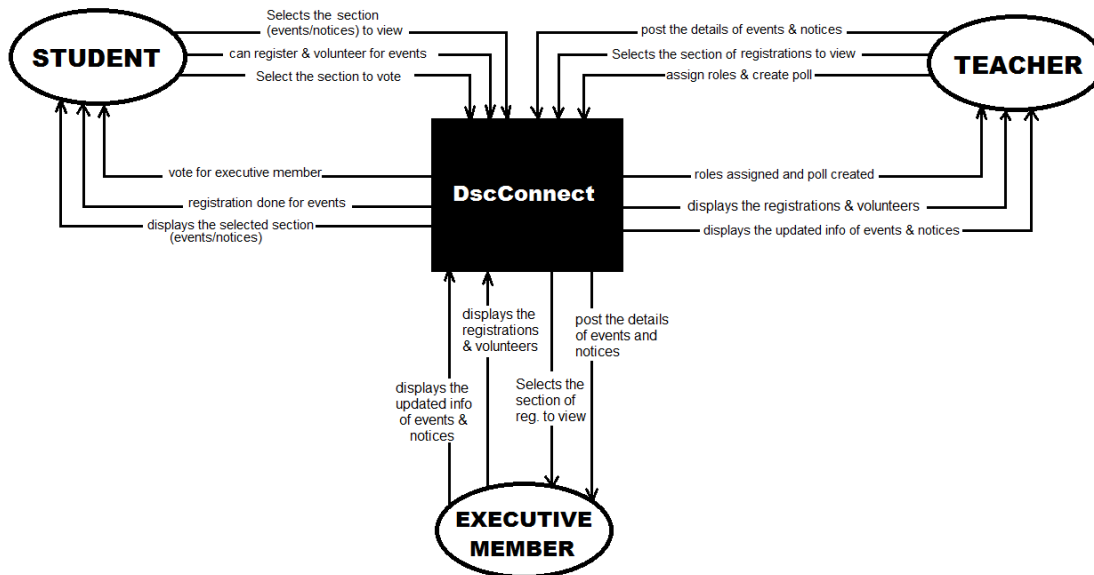 Selects the section
(events/notices) to view
can register & volunteer for events
Select the section to vote
STUDENT
post the details of events & notices
Selects the section of registrations to view
assign roles & create poll
TEACHER
DscConnect
vote for executive member
registration done for events
displays the selected section
(events/notices)
roles assigned and poll created
displays the registrations & volunteers
displays the updated info of events & notices
displays the
registrations
& volunteers
post the details
of events and
notices
displays the
updated info
of events &
notices
Selects the
section of
reg. to view
EXECUTIVE
MEMBER